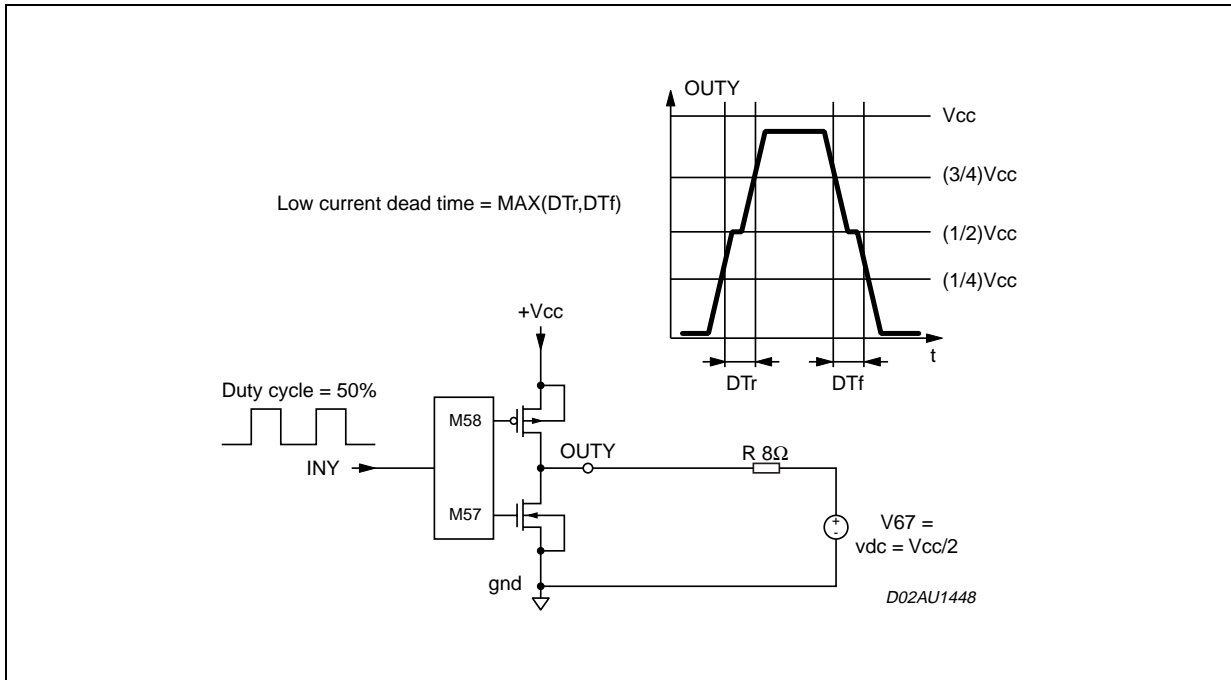 OUTY
Vcc
(3/4)Vcc
Low current dead time = MAX(DTr,DTf)
(1/2)Vcc
(1/4)Vcc
+Vcc
t
DTr
DTf
Duty cycle = 50%
M58
OUTY
R 8Ω
INY
M57
+
-
V67 =
vdc = Vcc/2
gnd
D02AU1448